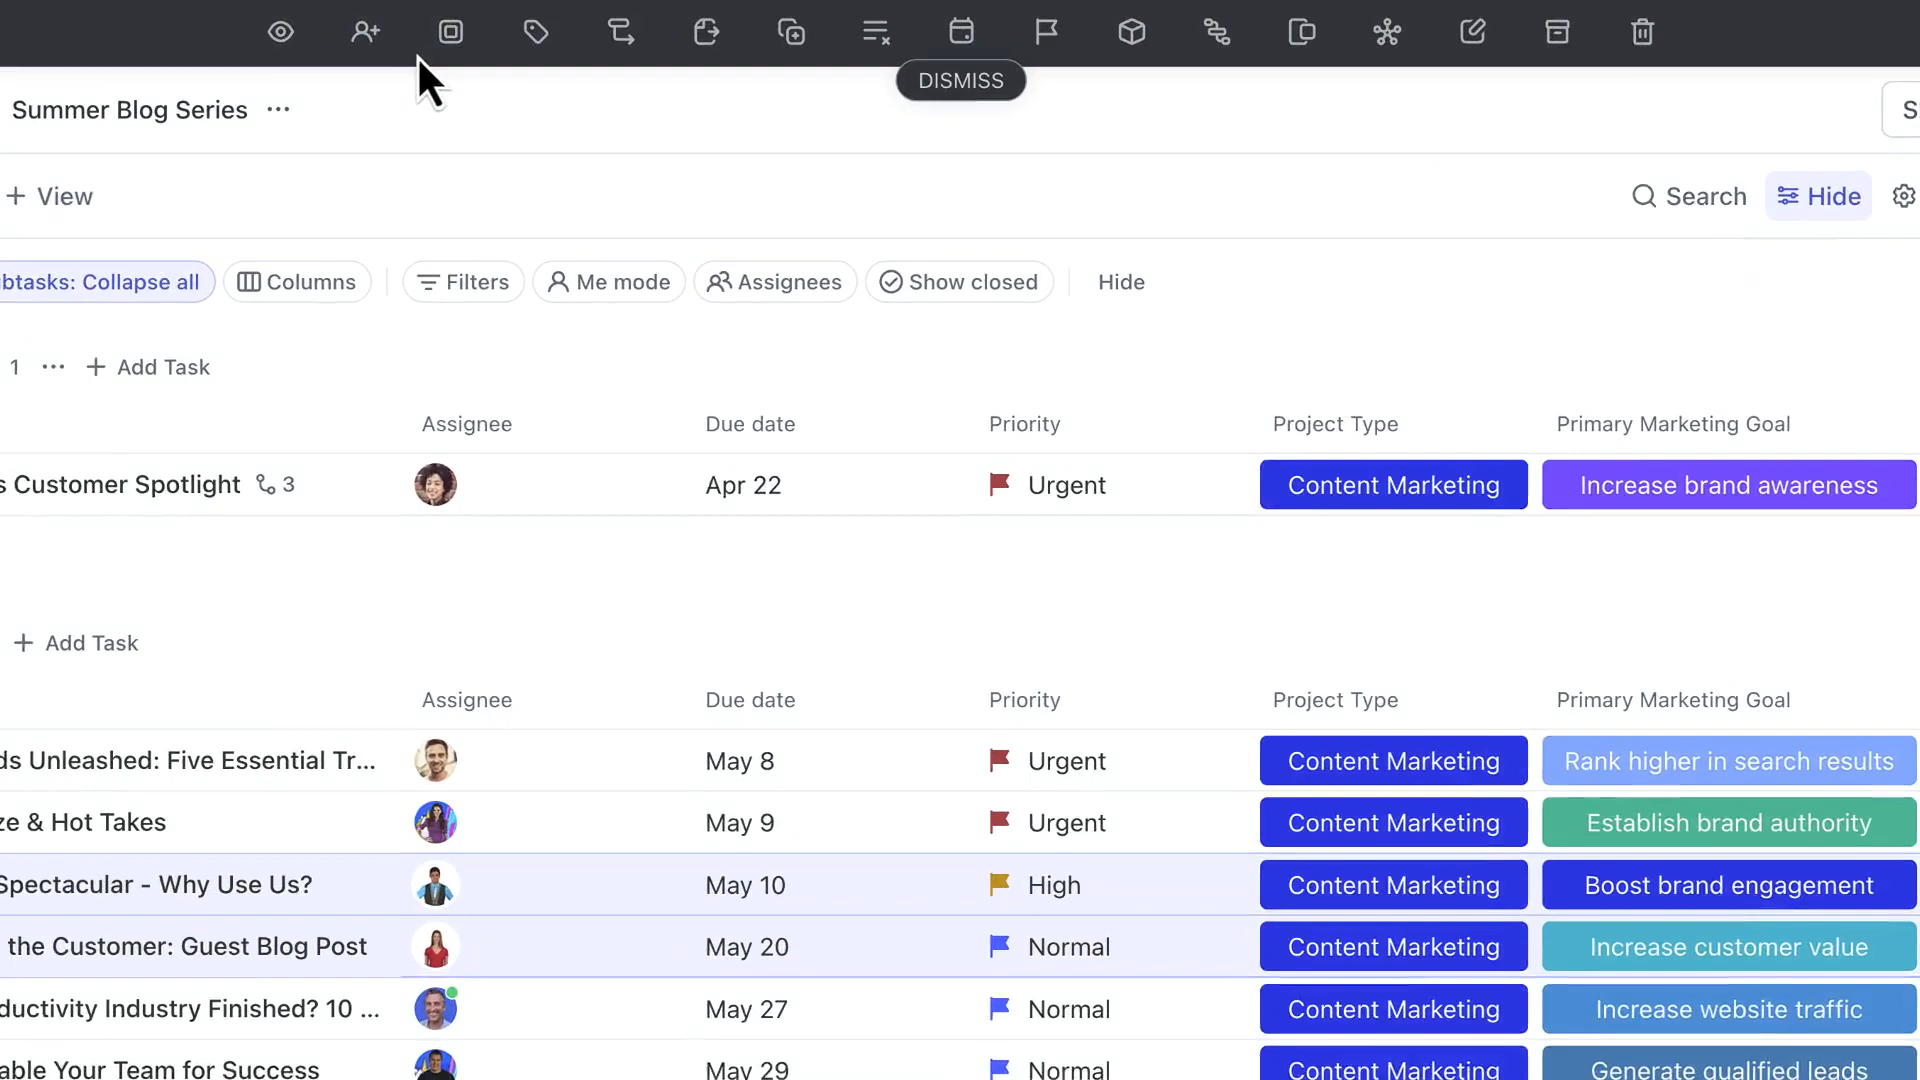 DISMISS
Summer Blog Series ...
S
+ View
Search
Hide
btasks: Collapse all
Columns
Filters
Me mode
Assignees
Show closed
Hide
1 ... + Add Task
Assignee Due date Priority Project Type Primary Marketing Goal
s Customer Spotlight 3 Apr 22 Urgent Content Marketing Increase brand awareness
+ Add Task
Assignee Due date Priority Project Type Primary Marketing Goal
ds Unleashed: Five Essential Tr... May 8 Urgent Content Marketing Rank higher in search results
ze & Hot Takes May 9 Urgent Content Marketing Establish brand authority
Spectacular - Why Use Us? May 10 High Content Marketing Boost brand engagement
the Customer: Guest Blog Post May 20 Normal Content Marketing Increase customer value
ductivity Industry Finished? 10 ... May 27 Normal Content Marketing Increase website traffic
able Your Team for Success May 29 Normal Content Marketing Generate qualified leads